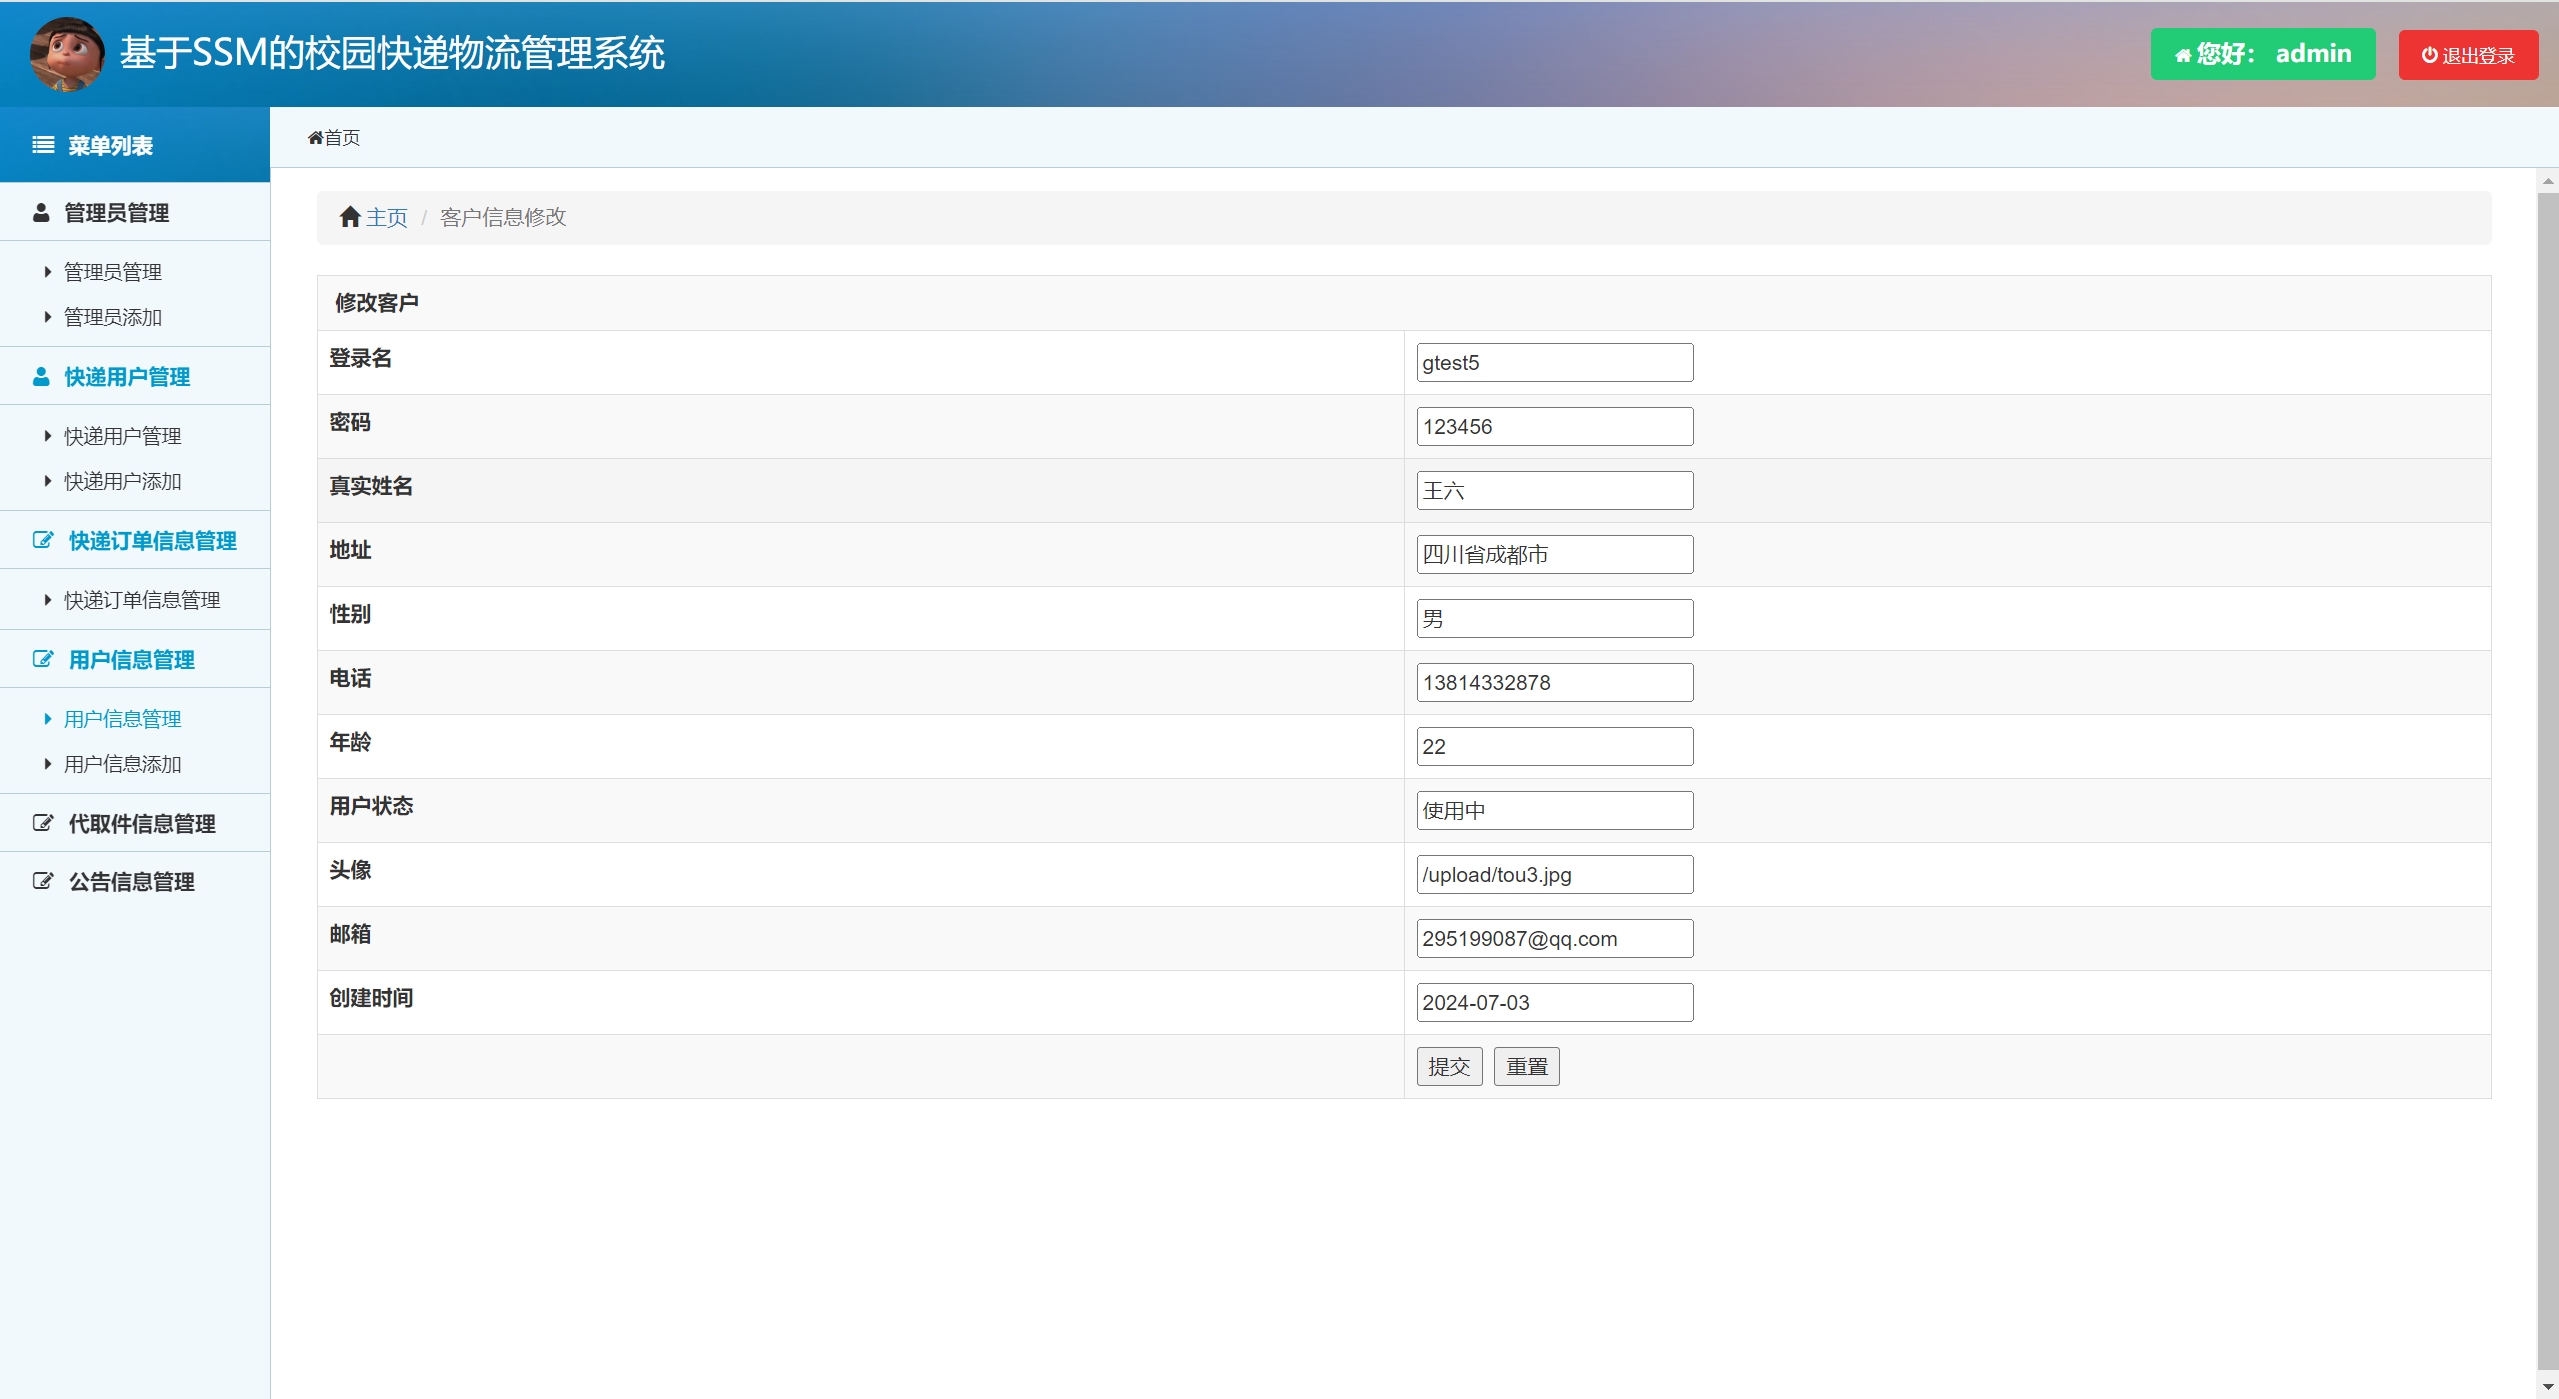 基于SSM的校园快递物流管理系统
您好： admin
退出登录
菜单列表
首页
管理员管理
管理员管理
管理员添加
快递用户管理
快递用户管理
快递用户添加
快递订单信息管理
快递订单信息管理
用户信息管理
用户信息管理
用户信息添加
代取件信息管理
公告信息管理
主页 / 客户信息修改
修改客户
登录名 gtest5
密码 123456
真实姓名 王六
地址 四川省成都市
性别 男
电话 13814332878
年龄 22
用户状态 使用中
头像 /upload/tou3.jpg
邮箱 295199087@qq.com
创建时间 2024-07-03
提交 重置